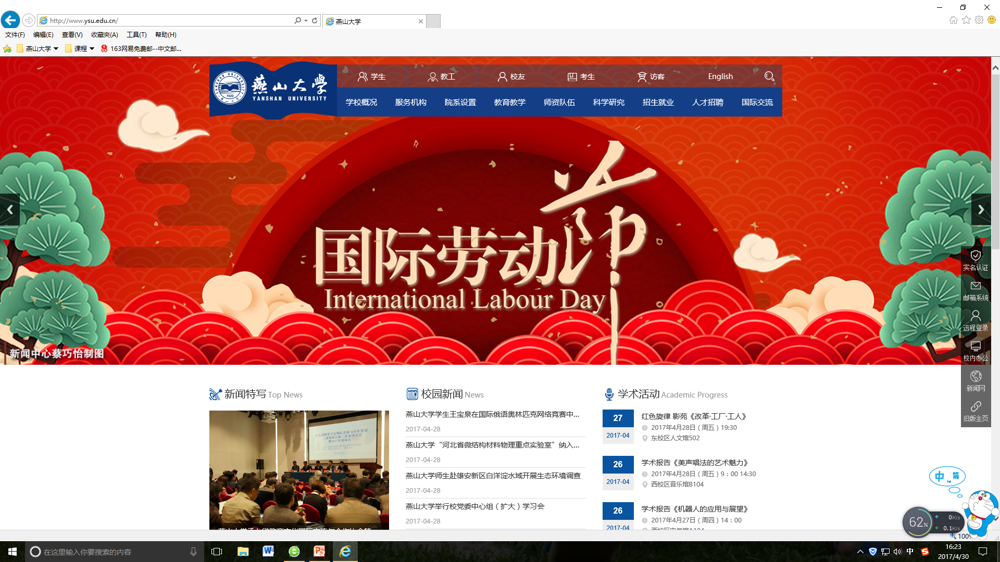 http://www.ysu.edu.cn/
燕山大学
文件(F) 编辑(E) 查看(V) 收藏夹(A) 工具(T) 帮助(H)
燕山大学 课程 163网易免费邮--中文邮...
燕山大學
YANSHAN UNIVERSITY
1920
学生 教工 校友 考生 访客 English
学校概况 服务机构 院系设置 教育教学 师资队伍 科学研究 招生就业 人才招聘 国际交流
国际劳动节
International Labour Day
新闻中心蔡巧怡制图
实名认证
邮箱系统
远程登录
校内办公
新闻网
旧版主页
新闻特写 Top News
校园新闻 News
燕山大学学生王宝泉在国际俄语奥林匹克网络竞赛中...
2017-04-28
燕山大学“河北省微结构材料物理重点实验室”纳入...
2017-04-28
燕山大学师生赴雄安新区白洋淀水域开展生态环境调查
2017-04-28
燕山大学举行校党委中心组（扩大）学习会
2017-04-28
学术活动 Academic Progress
27
2017-04
红色旋律 影苑《改革·工厂·工人》
2017年4月28日（周五）19:30
东校区人文馆502
26
2017-04
学术报告《美声唱法的艺术魅力》
2017年4月28日（周五）9：00 14:30
西校区音乐馆B104
26
2017-04
学术报告《机器人的应用与展望》
2017年4月27日（周四）14：00
中 简
62%
0K/s
0.1K/s
100%
在这里输入你要搜索的内容
中
16:23
2017/4/30